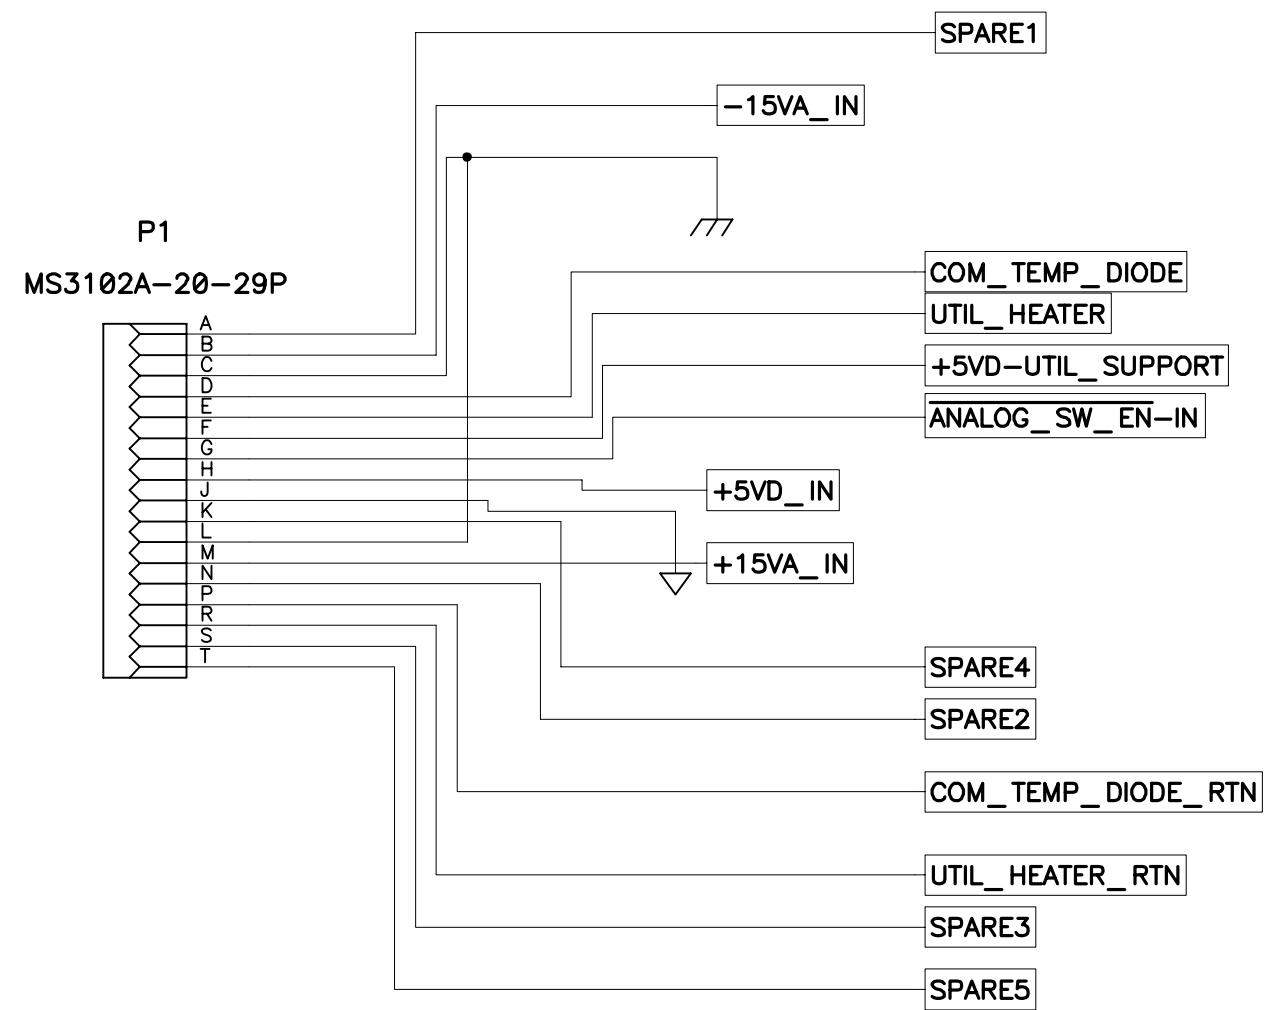 SPARE1
-15VA_IN
P1
MS3102A-20-29P
COM_TEMP_DIODE
UTIL_HEATER
A
B
C
+5VD-UTIL_SUPPORT
D
E
ANALOG_SW_EN-IN
F
G
H
+5VD_IN
J
K
L
M
+15VA_IN
N
P
R
S
T
SPARE4
SPARE2
COM_TEMP_DIODE_RTN
UTIL_HEATER_RTN
SPARE3
SPARE5